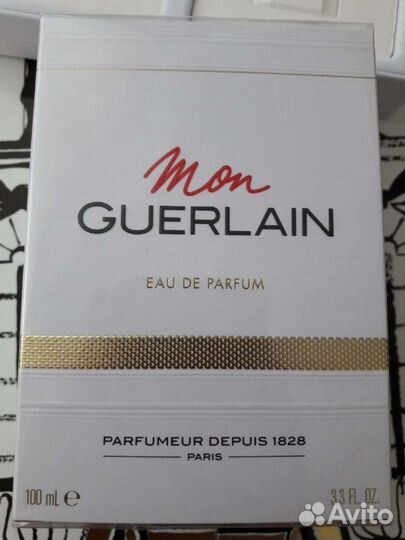 Mon
GUERLAIN
EAU DE PARFUM
PARFUMEUR DEPUIS 1828
PARIS
100 mL ℮ 3.3 FL. OZ.
Avito